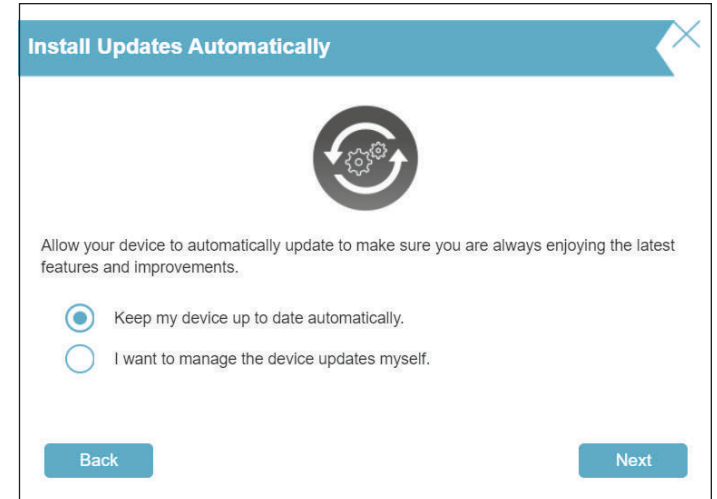 Install Updates Automatically
Allow your device to automatically update to make sure you are always enjoying the latest
features and improvements.
Keep my device up to date automatically.
I want to manage the device updates myself.
Back
Next